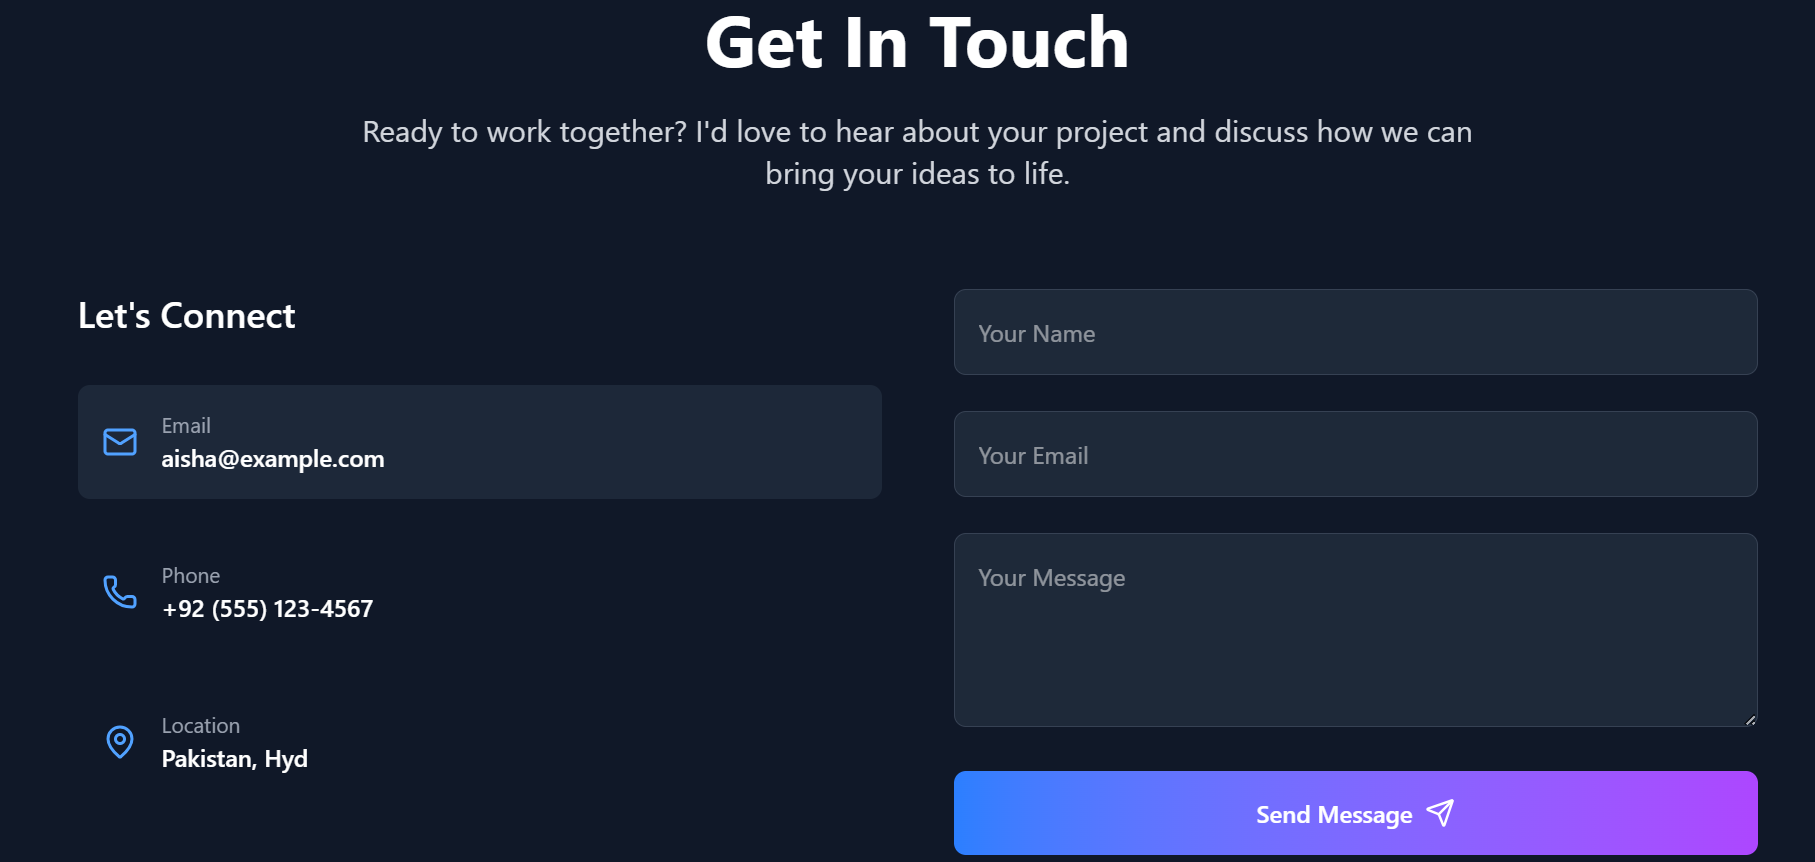 Get In Touch
Ready to work together? I'd love to hear about your project and discuss how we can
bring your ideas to life.
Let's Connect
Email
aisha@example.com
Phone
+92 (555) 123-4567
Location
Pakistan, Hyd
Your Name
Your Email
Your Message
Send Message